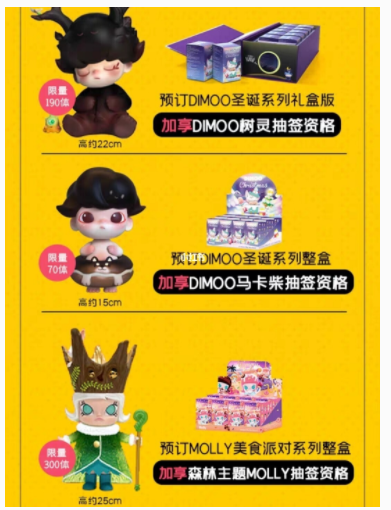 限量
190体
预订DIMOO圣诞系列礼盒版
加享DIMOO树灵抽签资格
高约22cm
Christmas
限量
70体
预订DIMOO圣诞系列整盒
加享DIMOO马卡柴抽签资格
高约15cm
限量
300体
预订MOLLY美食派对系列整盒
加享森林主题MOLLY抽签资格
高约25cm